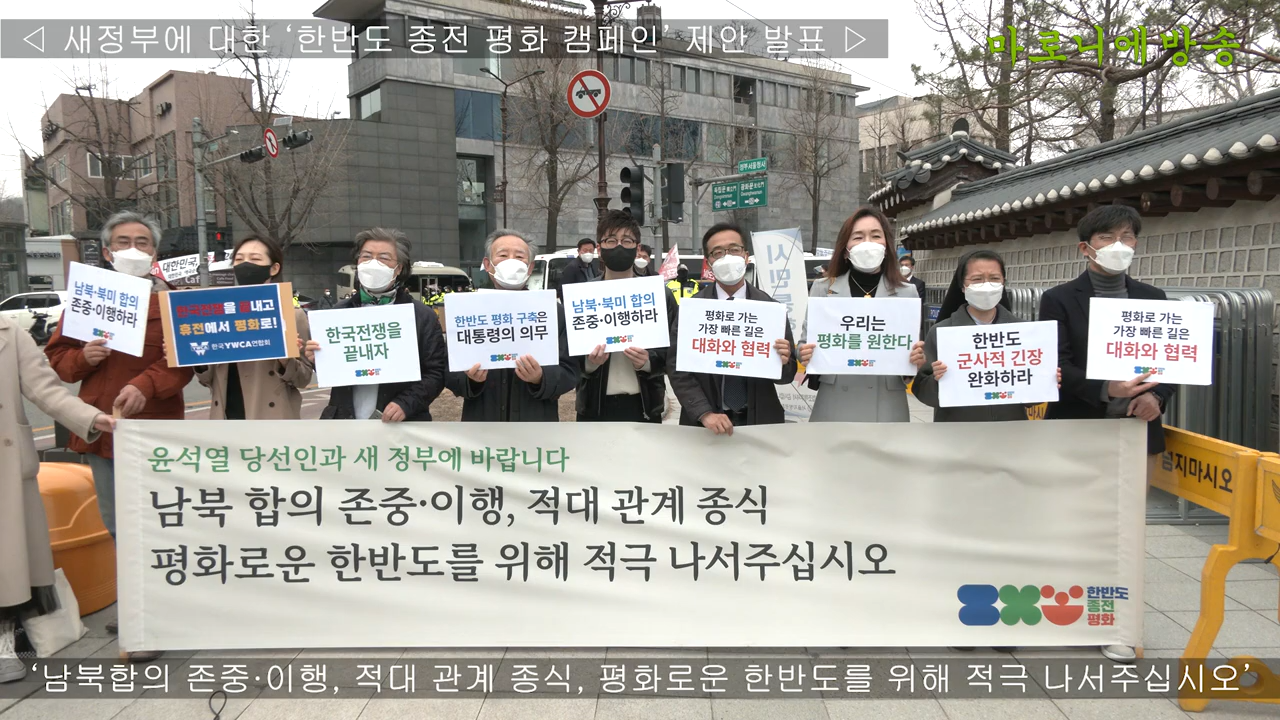 ◁ 새정부에 대한 ‘한반도 종전 평화 캠페인’ 제안 발표 ▷
마로니에방송
남북·북미 합의
존중·이행하라
대한민국
한국전쟁을 끝내고
휴전에서 평화로!
YWCA 한국YWCA연합회
한국전쟁을
끝내자
한반도 평화 구축은
대통령의 의무
남북·북미 합의
존중·이행하라
평화로 가는
가장 빠른 길은
대화와 협력
우리는
평화를 원한다
한반도
군사적 긴장
완화하라
평화로 가는
가장 빠른 길은
대화와 협력
넘지마시오
윤석열 당선인과 새 정부에 바랍니다
남북 합의 존중·이행, 적대 관계 종식
평화로운 한반도를 위해 적극 나서주십시오
한반도
종전
평화
‘남북합의 존중·이행, 적대 관계 종식, 평화로운 한반도를 위해 적극 나서주십시오’